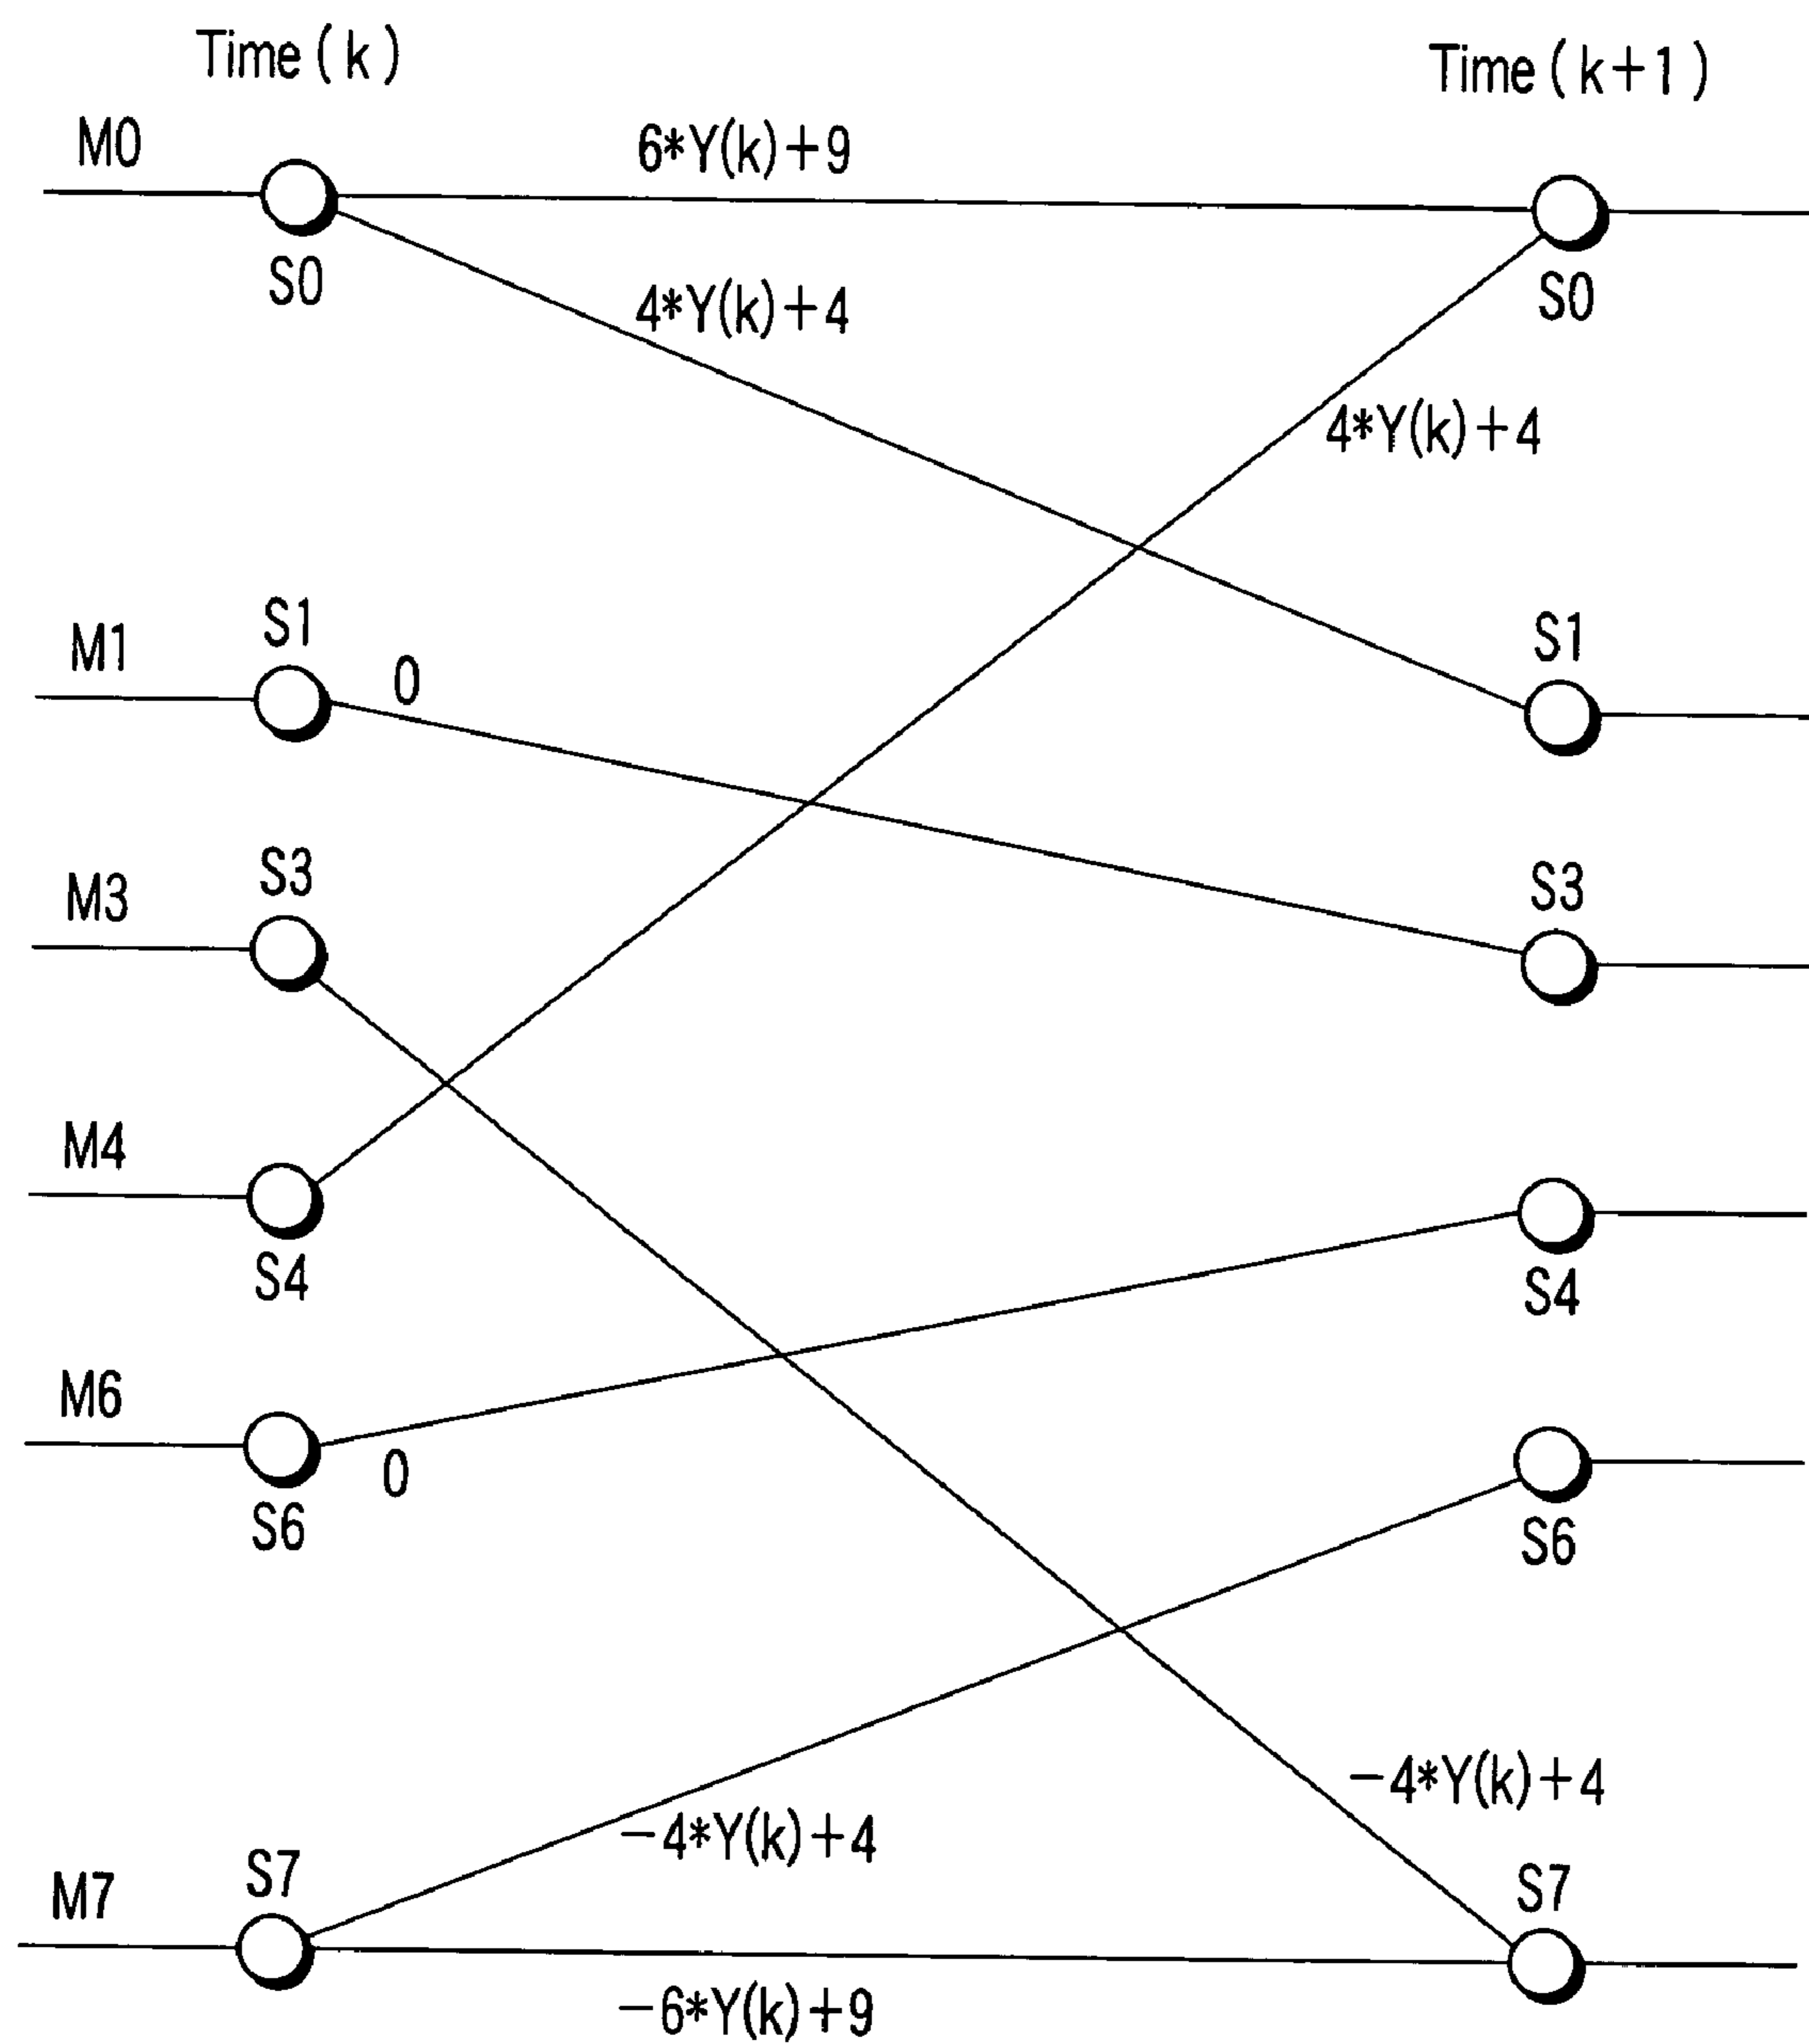 Time(k)
Time(k+1)
M0
6*Y(k)+9
S0
S0
4*Y(k)+4
4*Y(k)+4
M1
S1
0
S1
M3
S3
S3
M4
S4
S4
M6
0
S6
S6
-4*Y(k)+4
-4*Y(k)+4
M7
S7
S7
-6*Y(k)+9